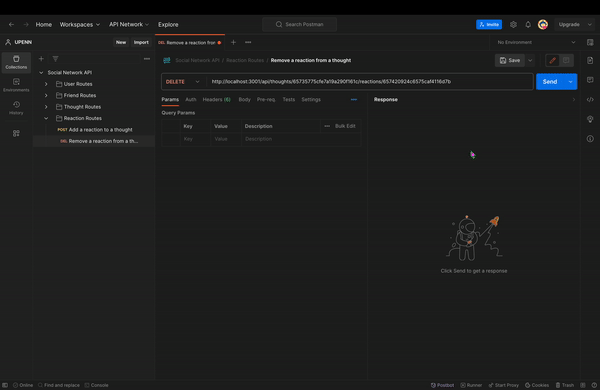 Home Workspaces API Network Explore Search Postman Invite Upgrade
UPENN New Import DEL Remove a reaction from No Environment
Collections
Environments
History
Social Network API
User Routes
Friend Routes
Thought Routes
Reaction Routes
POST Add a reaction to a thought
DEL Remove a reaction from a th...
Social Network API / Reaction Routes / Remove a reaction from a thought Save
DELETE http://localhost:3001/api/thoughts/65735775cfe7a19a290f161c/reactions/657420924c6575caf4116d7b Send
Params Auth Headers (6) Body Pre-req. Tests Settings
Query Params
Key Value Description Bulk Edit
Key Value Description
Response
Click Send to get a response
Online Find and replace Console Postbot Runner Start Proxy Cookies Trash